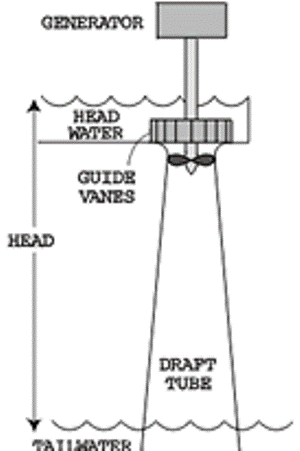 GENERATOR
HEAD
WATER
GUIDE
VANES
HEAD
DRAFT
TUBE
TAILWATER